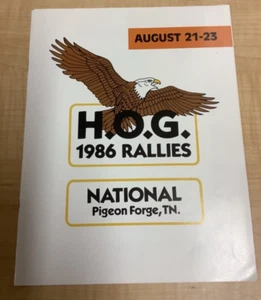 AUGUST 21-23
H.O.G.
1986 RALLIES
NATIONAL
Pigeon Forge, TN.